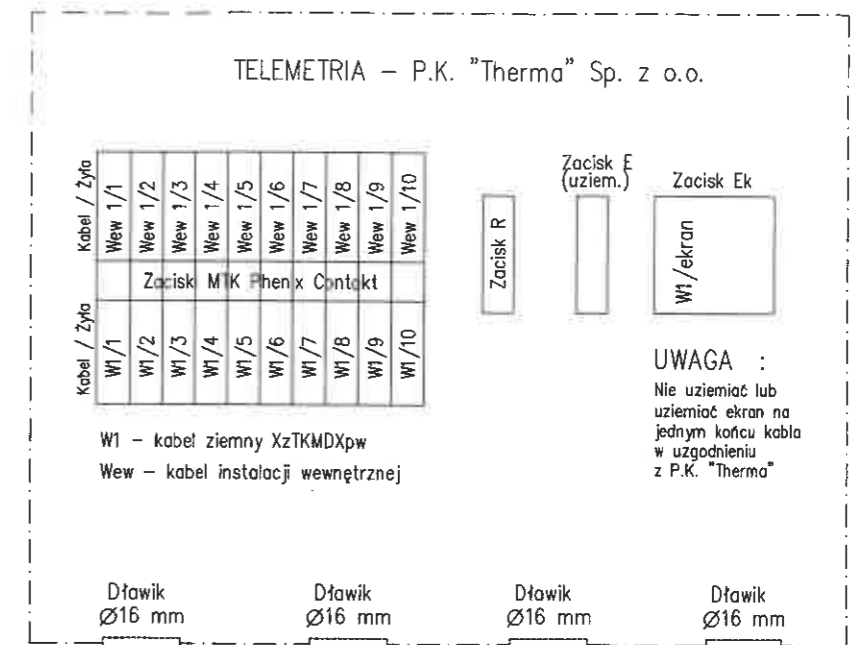 TELEMETRIA – P.K. "Therma" Sp. z o.o.
Kabel / Żyła
Wew 1/1
Wew 1/2
Wew 1/3
Wew 1/4
Wew 1/5
Wew 1/6
Wew 1/7
Wew 1/8
Wew 1/9
Wew 1/10
Zacisk MTK Phenix Contakt
Kabel / Żyła
W1/1
W1/2
W1/3
W1/4
W1/5
W1/6
W1/7
W1/8
W1/9
W1/10
Zacisk R
Zacisk E
(uziem.)
Zacisk Ek
W1/ekran
UWAGA :
Nie uziemiać lub
uziemiać ekran na
jednym końcu kabla
w uzgodnieniu
z P.K. "Therma"
W1 – kabel ziemny XzTKMDXpw
Wew – kabel instalacji wewnętrznej
Dławik
Ø16 mm
Dławik
Ø16 mm
Dławik
Ø16 mm
Dławik
Ø16 mm